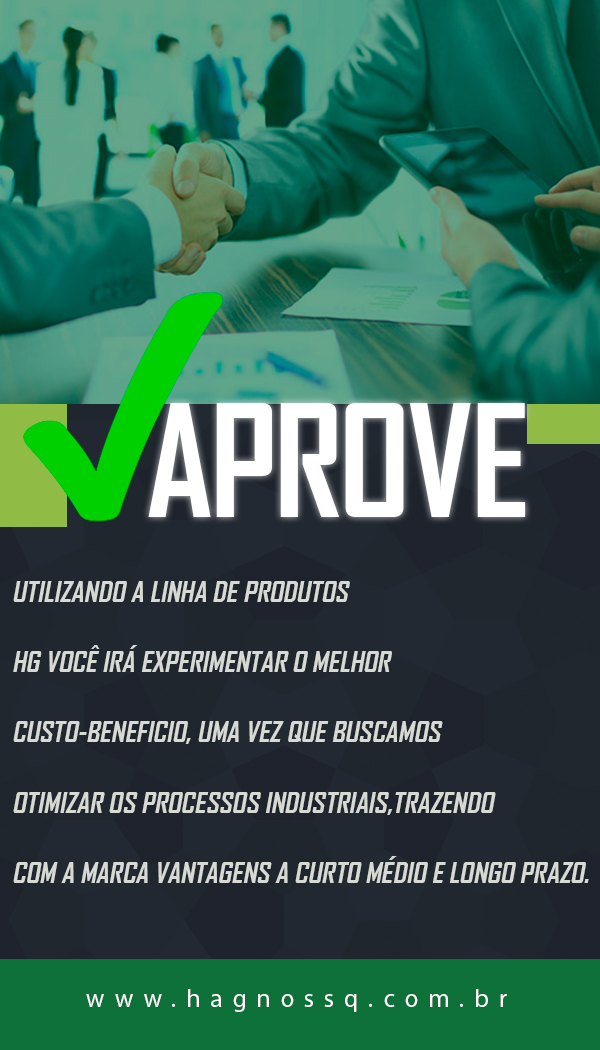 APROVE
UTILIZANDO A LINHA DE PRODUTOS
HG VOCÊ IRÁ EXPERIMENTAR O MELHOR
CUSTO-BENEFICIO, UMA VEZ QUE BUSCAMOS
OTIMIZAR OS PROCESSOS INDUSTRIAIS,TRAZENDO
COM A MARCA VANTAGENS A CURTO MÉDIO E LONGO PRAZO.
www.hagnossq.com.br